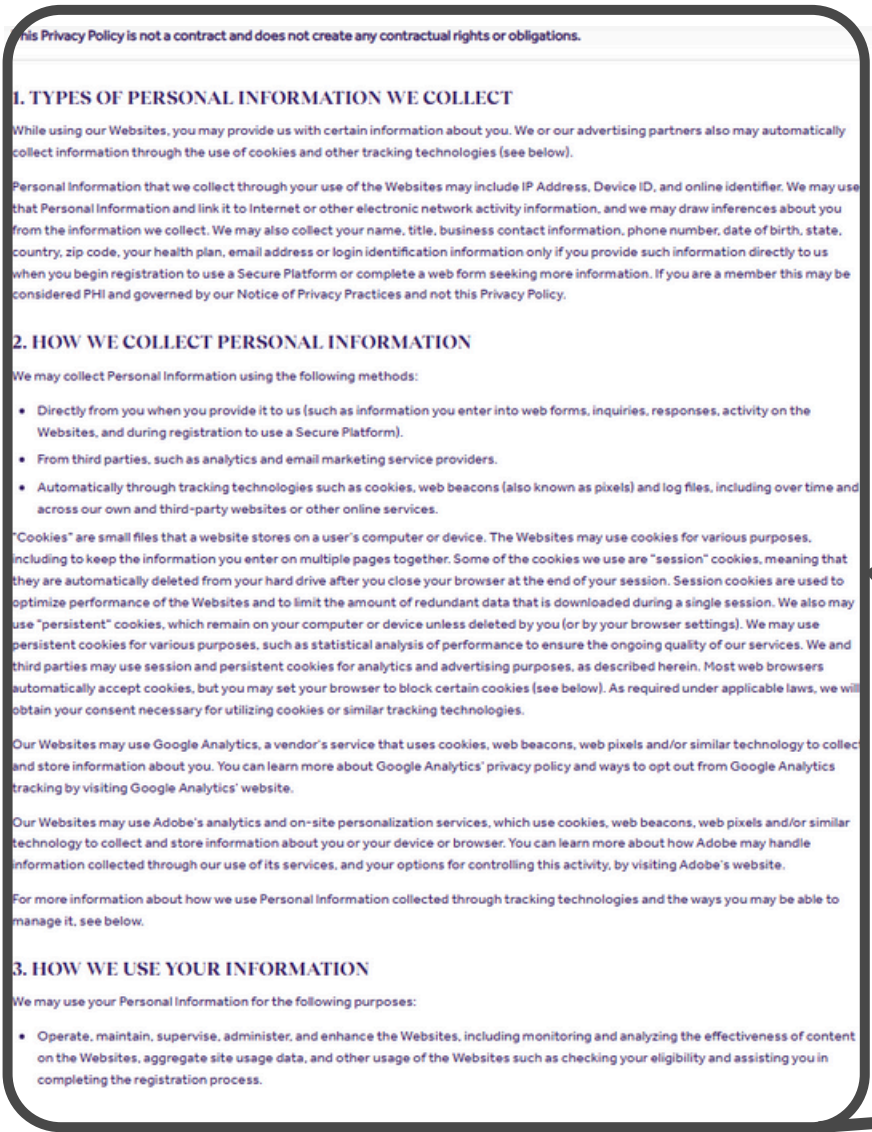 his Privacy Policy is not a contract and does not create any contractual rights or obligations.
1. TYPES OF PERSONAL INFORMATION WE COLLECT
While using our Websites, you may provide us with certain information about you. We or our advertising partners also may automatically
collect information through the use of cookies and other tracking technologies (see below).
Personal Information that we collect through your use of the Websites may include IP Address, Device ID, and online identifier. We may use
that Personal Information and link it to Internet or other electronic network activity information, and we may draw inferences about you
from the information we collect. We may also collect your name, title, business contact information, phone number, date of birth, state,
country, zip code, your health plan, email address or login identification information only if you provide such information directly to us
when you begin registration to use a Secure Platform or complete a web form seeking more information. If you are a member this may be
considered PHI and governed by our Notice of Privacy Practices and not this Privacy Policy.
2. HOW WE COLLECT PERSONAL INFORMATION
We may collect Personal Information using the following methods:
• Directly from you when you provide it to us (such as information you enter into web forms, inquiries, responses, activity on the
Websites, and during registration to use a Secure Platform).
• From third parties, such as analytics and email marketing service providers.
• Automatically through tracking technologies such as cookies, web beacons (also known as pixels) and log files, including over time and
across our own and third-party websites or other online services.
"Cookies" are small files that a website stores on a user's computer or device. The Websites may use cookies for various purposes,
including to keep the information you enter on multiple pages together. Some of the cookies we use are "session" cookies, meaning that
they are automatically deleted from your hard drive after you close your browser at the end of your session. Session cookies are used to
optimize performance of the Websites and to limit the amount of redundant data that is downloaded during a single session. We also may
use "persistent" cookies, which remain on your computer or device unless deleted by you (or by your browser settings). We may use
persistent cookies for various purposes, such as statistical analysis of performance to ensure the ongoing quality of our services. We and
third parties may use session and persistent cookies for analytics and advertising purposes, as described herein. Most web browsers
automatically accept cookies, but you may set your browser to block certain cookies (see below). As required under applicable laws, we will
obtain your consent necessary for utilizing cookies or similar tracking technologies.
Our Websites may use Google Analytics, a vendor's service that uses cookies, web beacons, web pixels and/or similar technology to collect
and store information about you. You can learn more about Google Analytics' privacy policy and ways to opt out from Google Analytics
tracking by visiting Google Analytics' website.
Our Websites may use Adobe's analytics and on-site personalization services, which use cookies, web beacons, web pixels and/or similar
technology to collect and store information about you or your device or browser. You can learn more about how Adobe may handle
information collected through our use of its services, and your options for controlling this activity, by visiting Adobe's website.
For more information about how we use Personal Information collected through tracking technologies and the ways you may be able to
manage it, see below.
3. HOW WE USE YOUR INFORMATION
We may use your Personal Information for the following purposes:
• Operate, maintain, supervise, administer, and enhance the Websites, including monitoring and analyzing the effectiveness of content
on the Websites, aggregate site usage data, and other usage of the Websites such as checking your eligibility and assisting you in
completing the registration process.